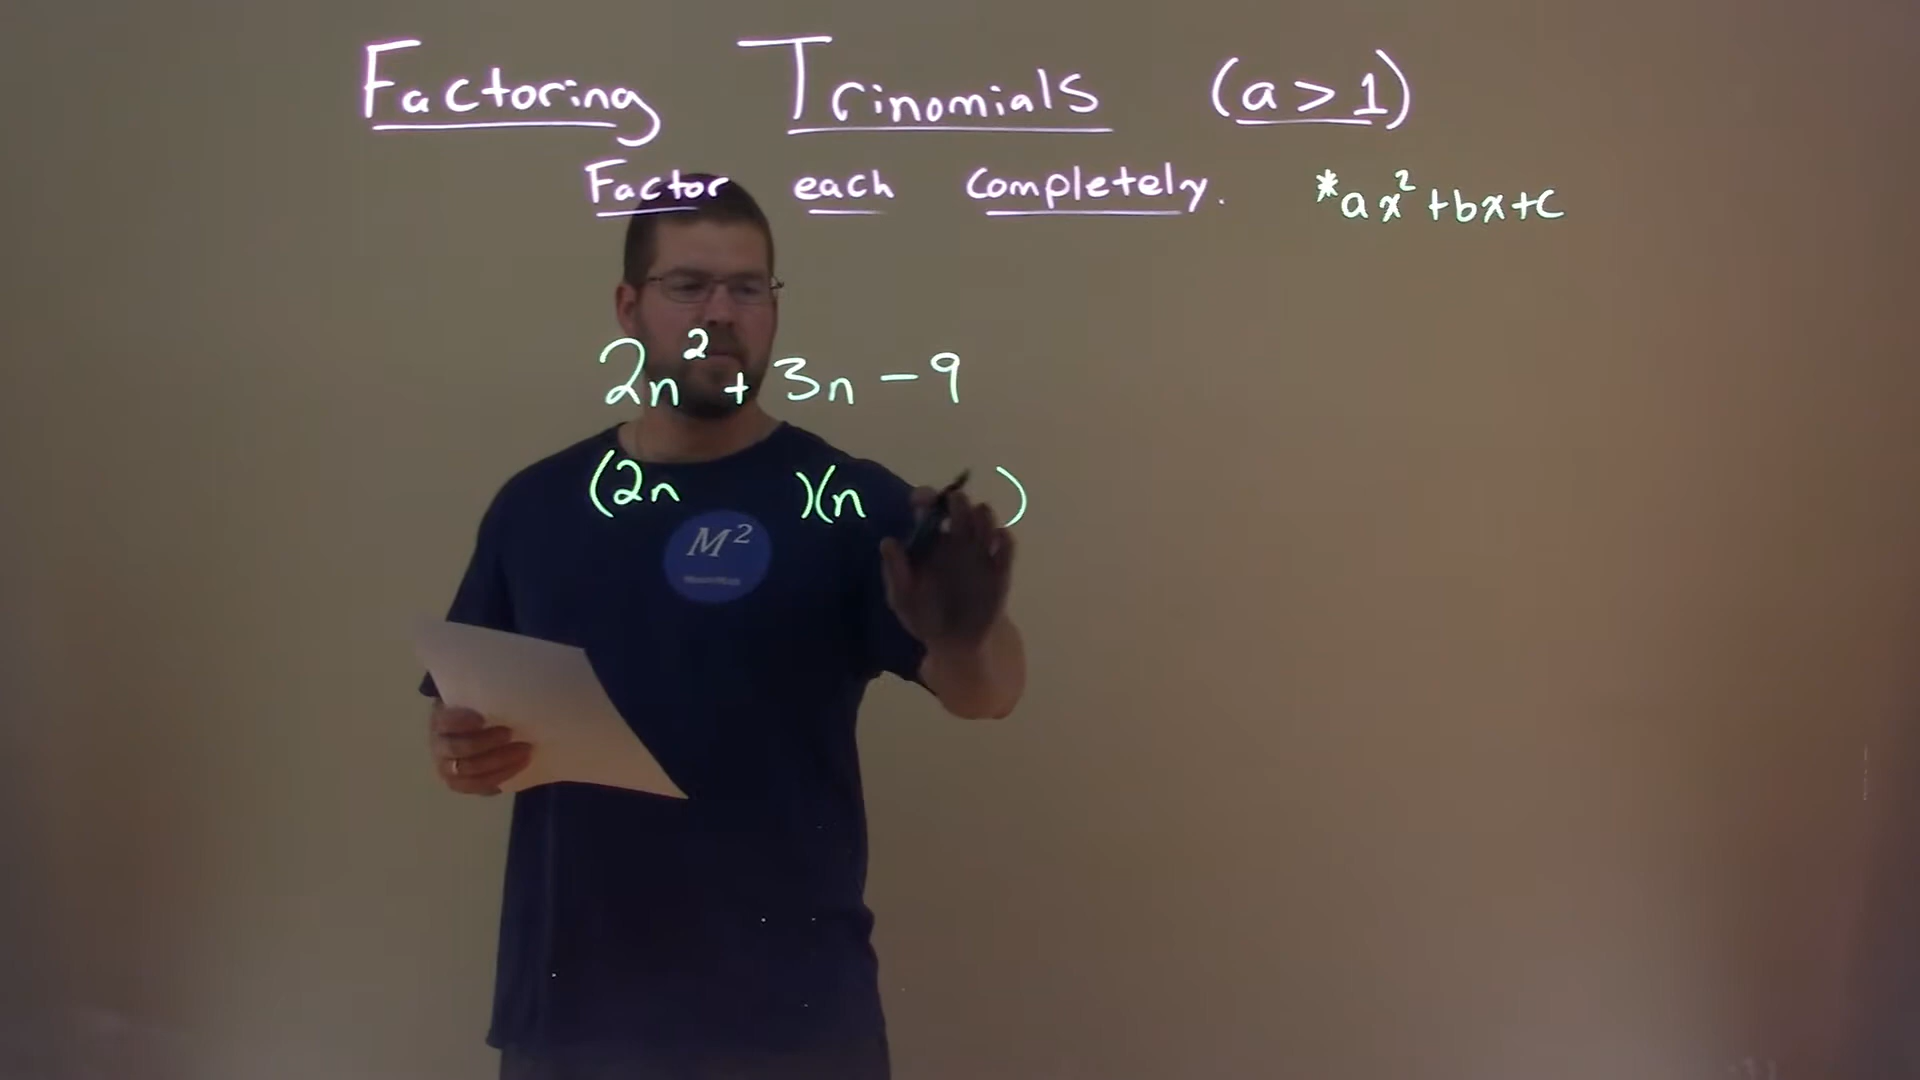 Factoring Trinomials (a > 1)
Factor each completely.
*ax²+bx+c
2n² + 3n - 9
(2n )(n )
M²